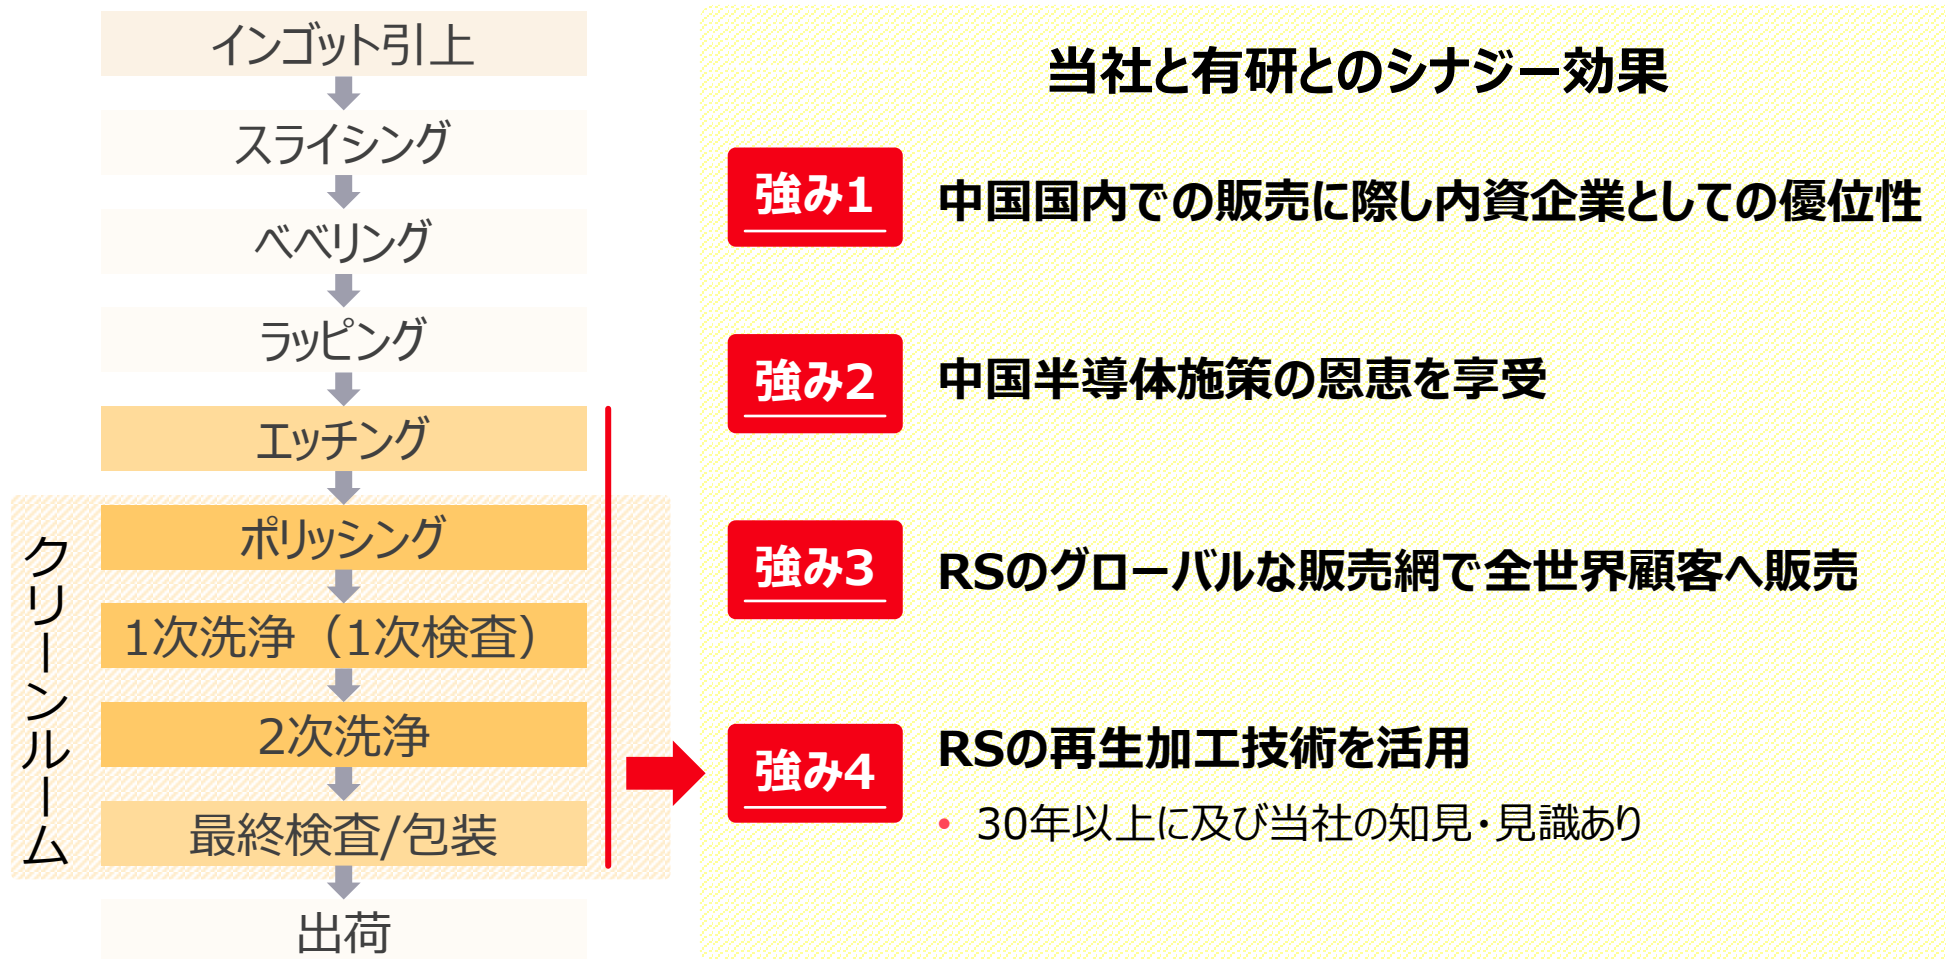 インゴット引上
スライシング
べべリング
ラッピング
エッチング
ポリッシング
1次洗浄（1次検査）
2次洗浄
最終検査/包装
出荷
クリーンルーム
当社と有研とのシナジー効果
強み1
中国国内での販売に際し内資企業としての優位性
強み2
中国半導体施策の恩恵を享受
強み3
RSのグローバルな販売網で全世界顧客へ販売
強み4
RSの再生加工技術を活用
• 30年以上に及び当社の知見・見識あり